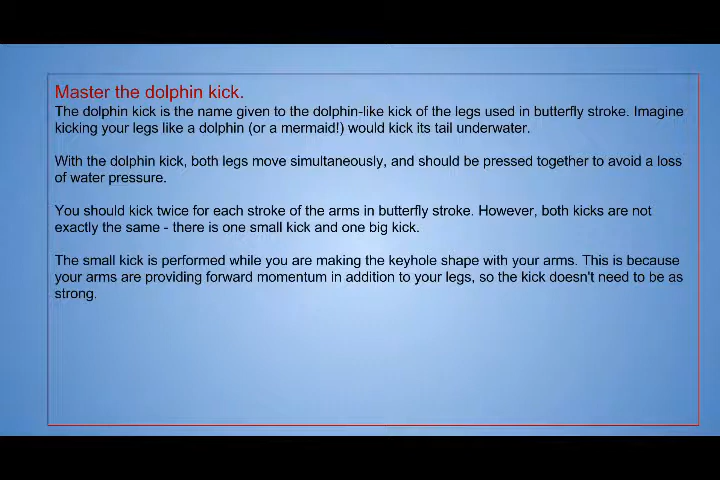 Master the dolphin kick.
The dolphin kick is the name given to the dolphin-like kick of the legs used in butterfly stroke. Imagine
kicking your legs like a dolphin (or a mermaid!) would kick its tail underwater.
With the dolphin kick, both legs move simultaneously, and should be pressed together to avoid a loss
of water pressure.
You should kick twice for each stroke of the arms in butterfly stroke. However, both kicks are not
exactly the same - there is one small kick and one big kick.
The small kick is performed while you are making the keyhole shape with your arms. This is because
your arms are providing forward momentum in addition to your legs, so the kick doesn't need to be as
strong.